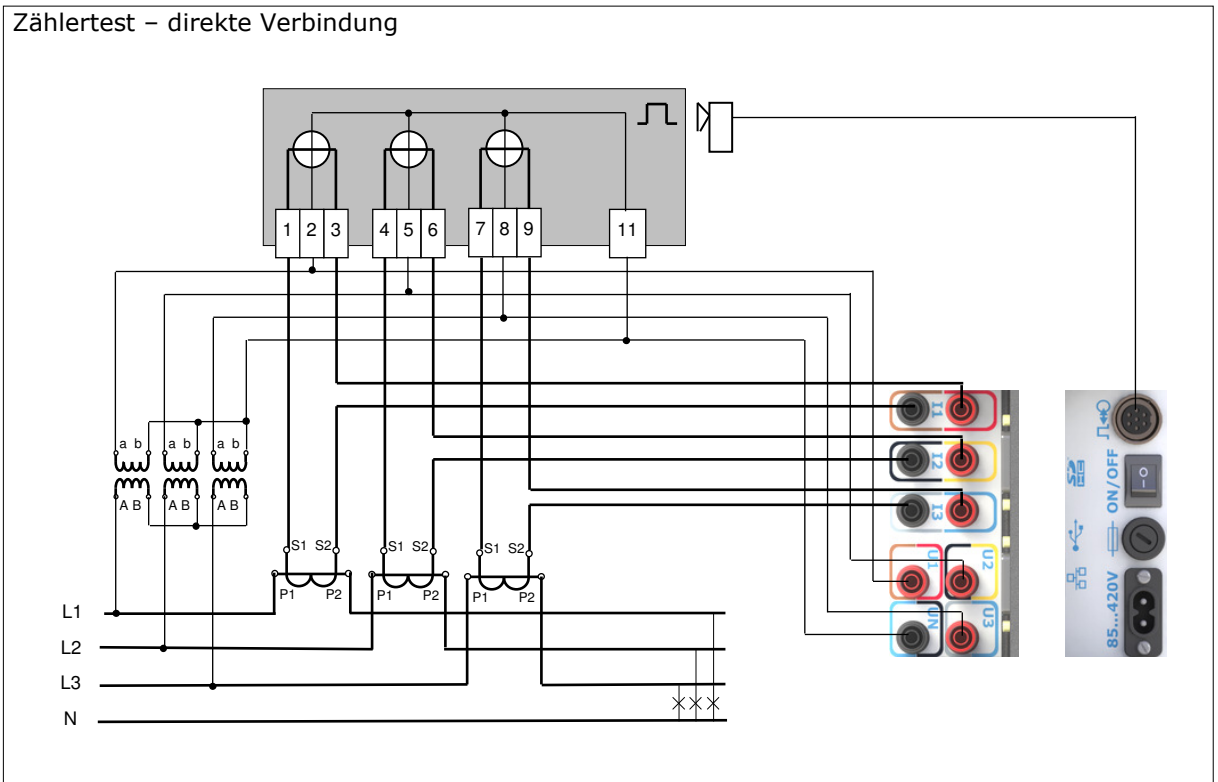 Zählertest – direkte Verbindung
1 2 3 4 5 6 7 8 9 11
I1
I2
I3
U1 U2
UN U3
ON/OFF
85...420V
a b a b a b
A B A B A B
S1 S2 S1 S2 S1 S2
P1 P2 P1 P2 P1 P2
L1
L2
L3
N